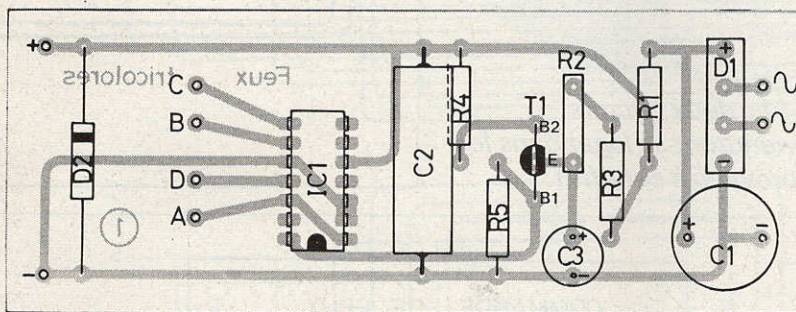 + Feux tricolores
C
B
D
A
D2
1
-
IC1
C2
R4
R5
T1
B2
E
B1
R2
R3
C3
+
-
R1
+
D1
-
~
~
+
C1
-